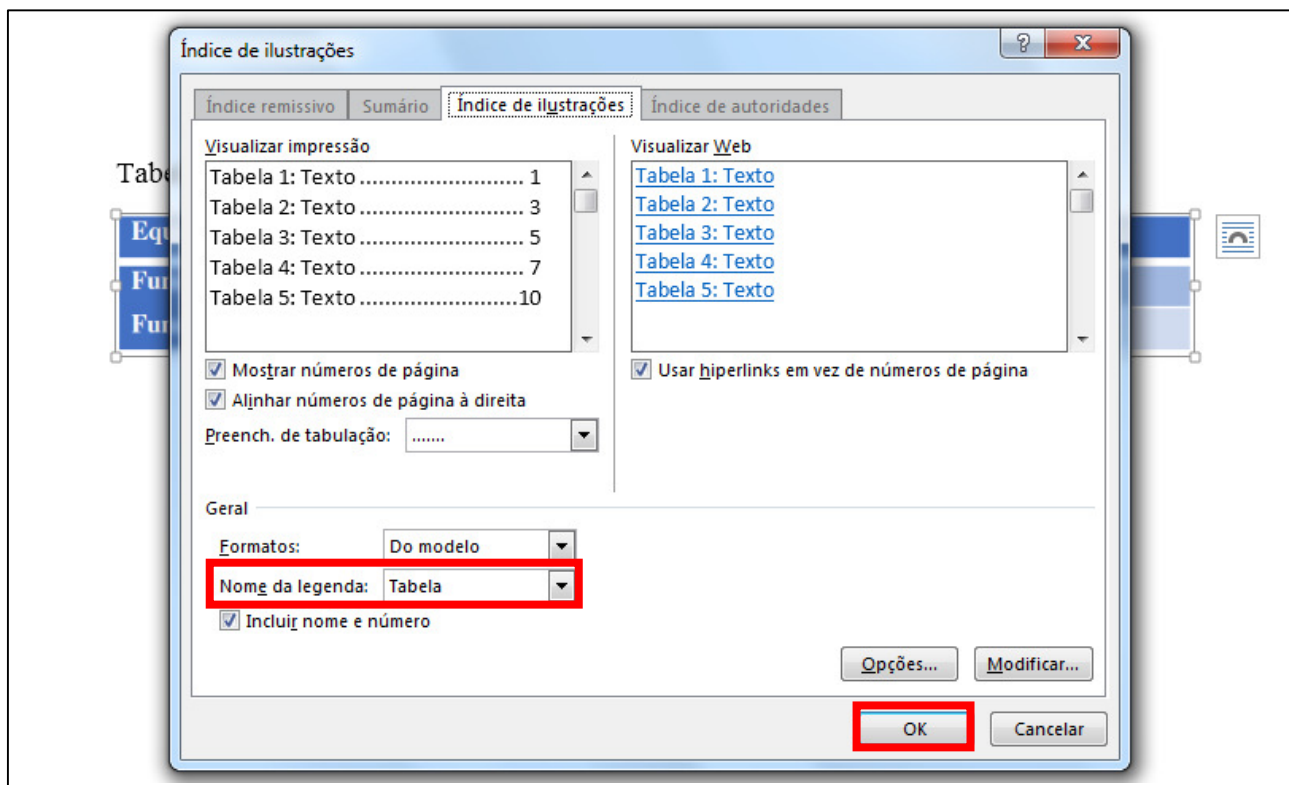 Índice de ilustrações
Índice remissivo Sumário Índice de ilustrações Índice de autoridades
Visualizar impressão
Tabela 1: Texto .......................... 1
Tabela 2: Texto .......................... 3
Tabela 3: Texto .......................... 5
Tabela 4: Texto .......................... 7
Tabela 5: Texto .........................10
Mostrar números de página
Alinhar números de página à direita
Preench. de tabulação: .......
Visualizar Web
Tabela 1: Texto
Tabela 2: Texto
Tabela 3: Texto
Tabela 4: Texto
Tabela 5: Texto
Usar hiperlinks em vez de números de página
Geral
Formatos: Do modelo
Nome da legenda: Tabela
Incluir nome e número
Opções... Modificar...
OK Cancelar